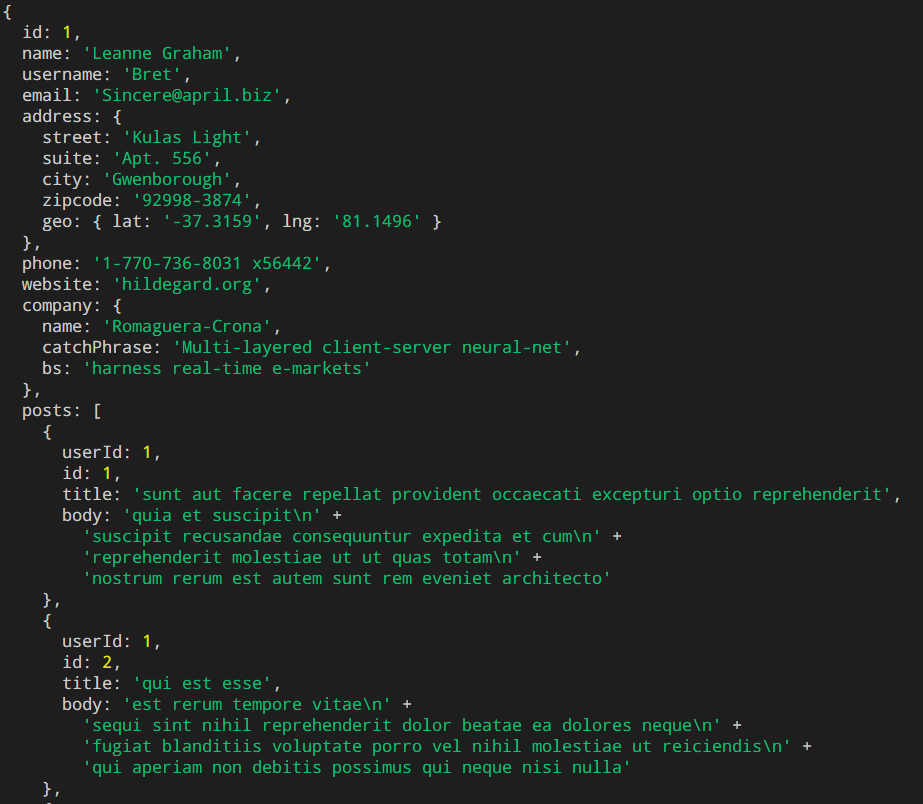 {
  id: 1,
  name: 'Leanne Graham',
  username: 'Bret',
  email: 'Sincere@april.biz',
  address: {
    street: 'Kulas Light',
    suite: 'Apt. 556',
    city: 'Gwenborough',
    zipcode: '92998-3874',
    geo: { lat: '-37.3159', lng: '81.1496' }
  },
  phone: '1-770-736-8031 x56442',
  website: 'hildegard.org',
  company: {
    name: 'Romaguera-Crona',
    catchPhrase: 'Multi-layered client-server neural-net',
    bs: 'harness real-time e-markets'
  },
  posts: [
    {
      userId: 1,
      id: 1,
      title: 'sunt aut facere repellat provident occaecati excepturi optio reprehenderit',
      body: 'quia et suscipit\n' +
        'suscipit recusandae consequuntur expedita et cum\n' +
        'reprehenderit molestiae ut ut quas totam\n' +
        'nostrum rerum est autem sunt rem eveniet architecto'
    },
    {
      userId: 1,
      id: 2,
      title: 'qui est esse',
      body: 'est rerum tempore vitae\n' +
        'sequi sint nihil reprehenderit dolor beatae ea dolores neque\n' +
        'fugiat blanditiis voluptate porro vel nihil molestiae ut reiciendis\n' +
        'qui aperiam non debitis possimus qui neque nisi nulla'
    },